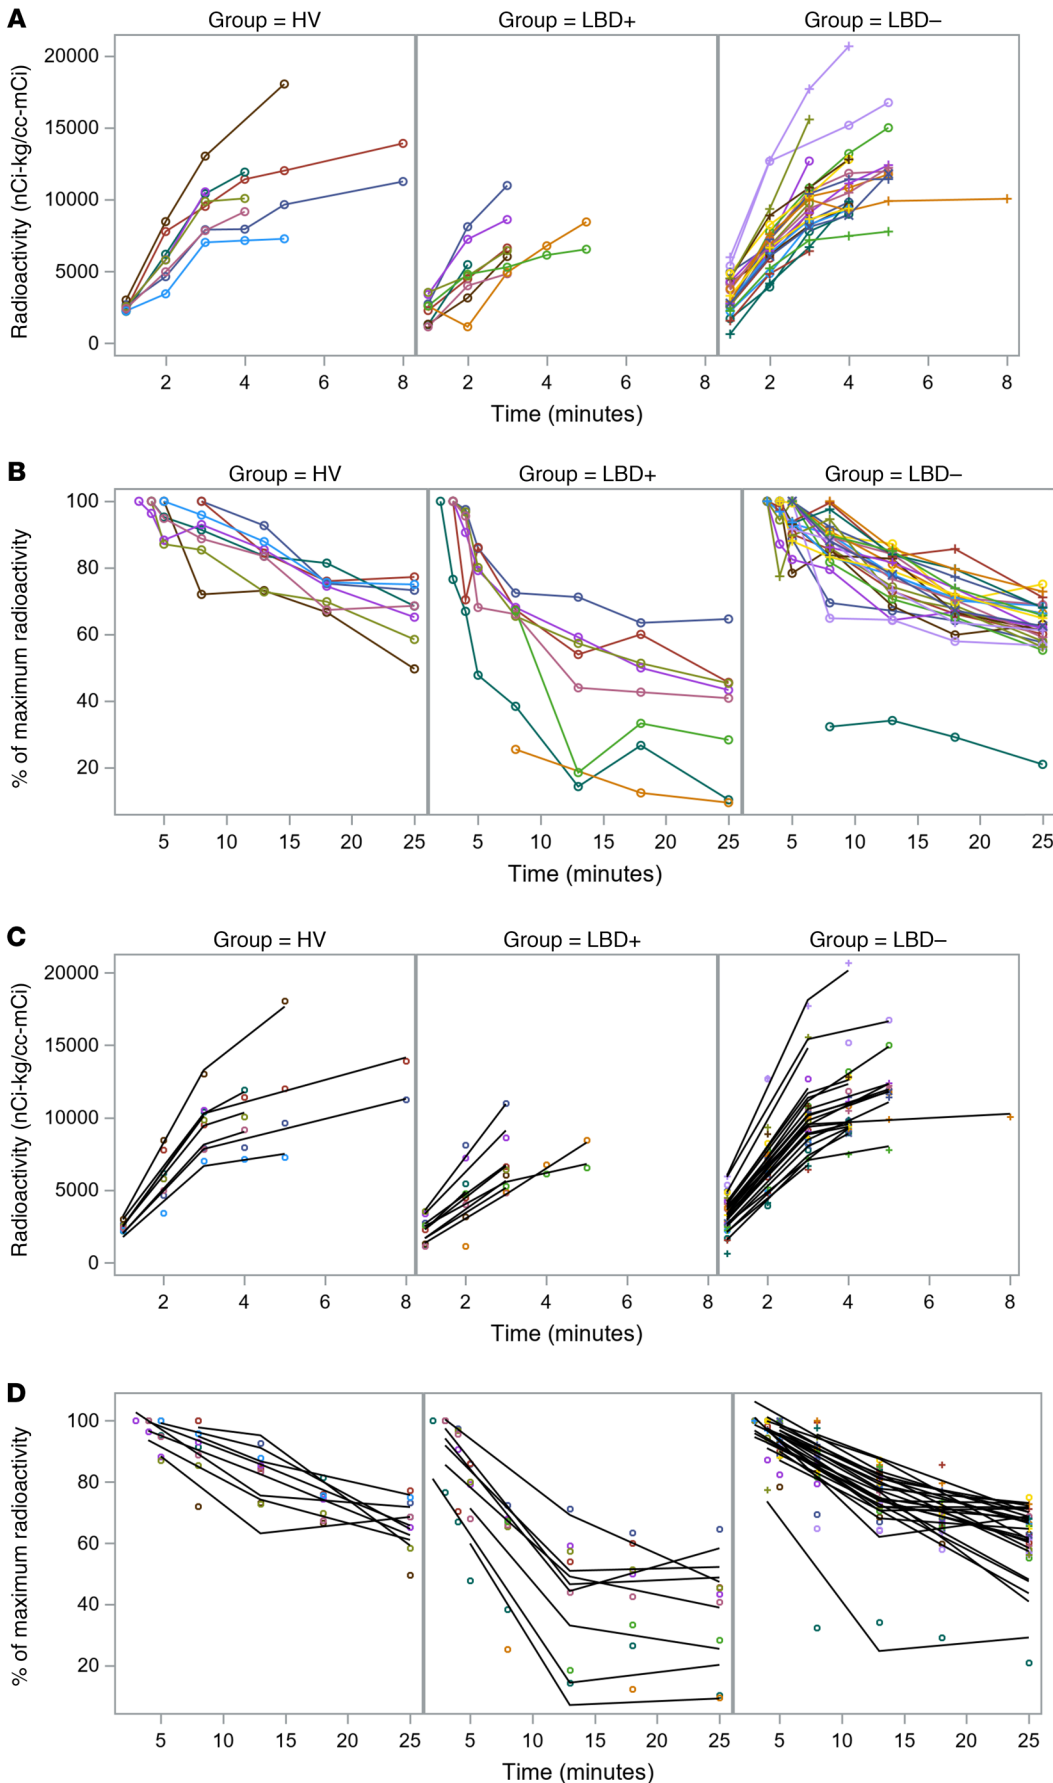 A
Group = HV Group = LBD+ Group = LBD–
Radioactivity (nCi-kg/cc-mCi)
20000
15000
10000
5000
0
2 4 6 8 2 4 6 8 2 4 6 8
Time (minutes)
B
Group = HV Group = LBD+ Group = LBD–
% of maximum radioactivity
100
80
60
40
20
5 10 15 20 25 5 10 15 20 25 5 10 15 20 25
Time (minutes)
C
Group = HV Group = LBD+ Group = LBD–
Radioactivity (nCi-kg/cc-mCi)
20000
15000
10000
5000
0
2 4 6 8 2 4 6 8 2 4 6 8
Time (minutes)
D
% of maximum radioactivity
100
80
60
40
20
5 10 15 20 25 5 10 15 20 25 5 10 15 20 25
Time (minutes)